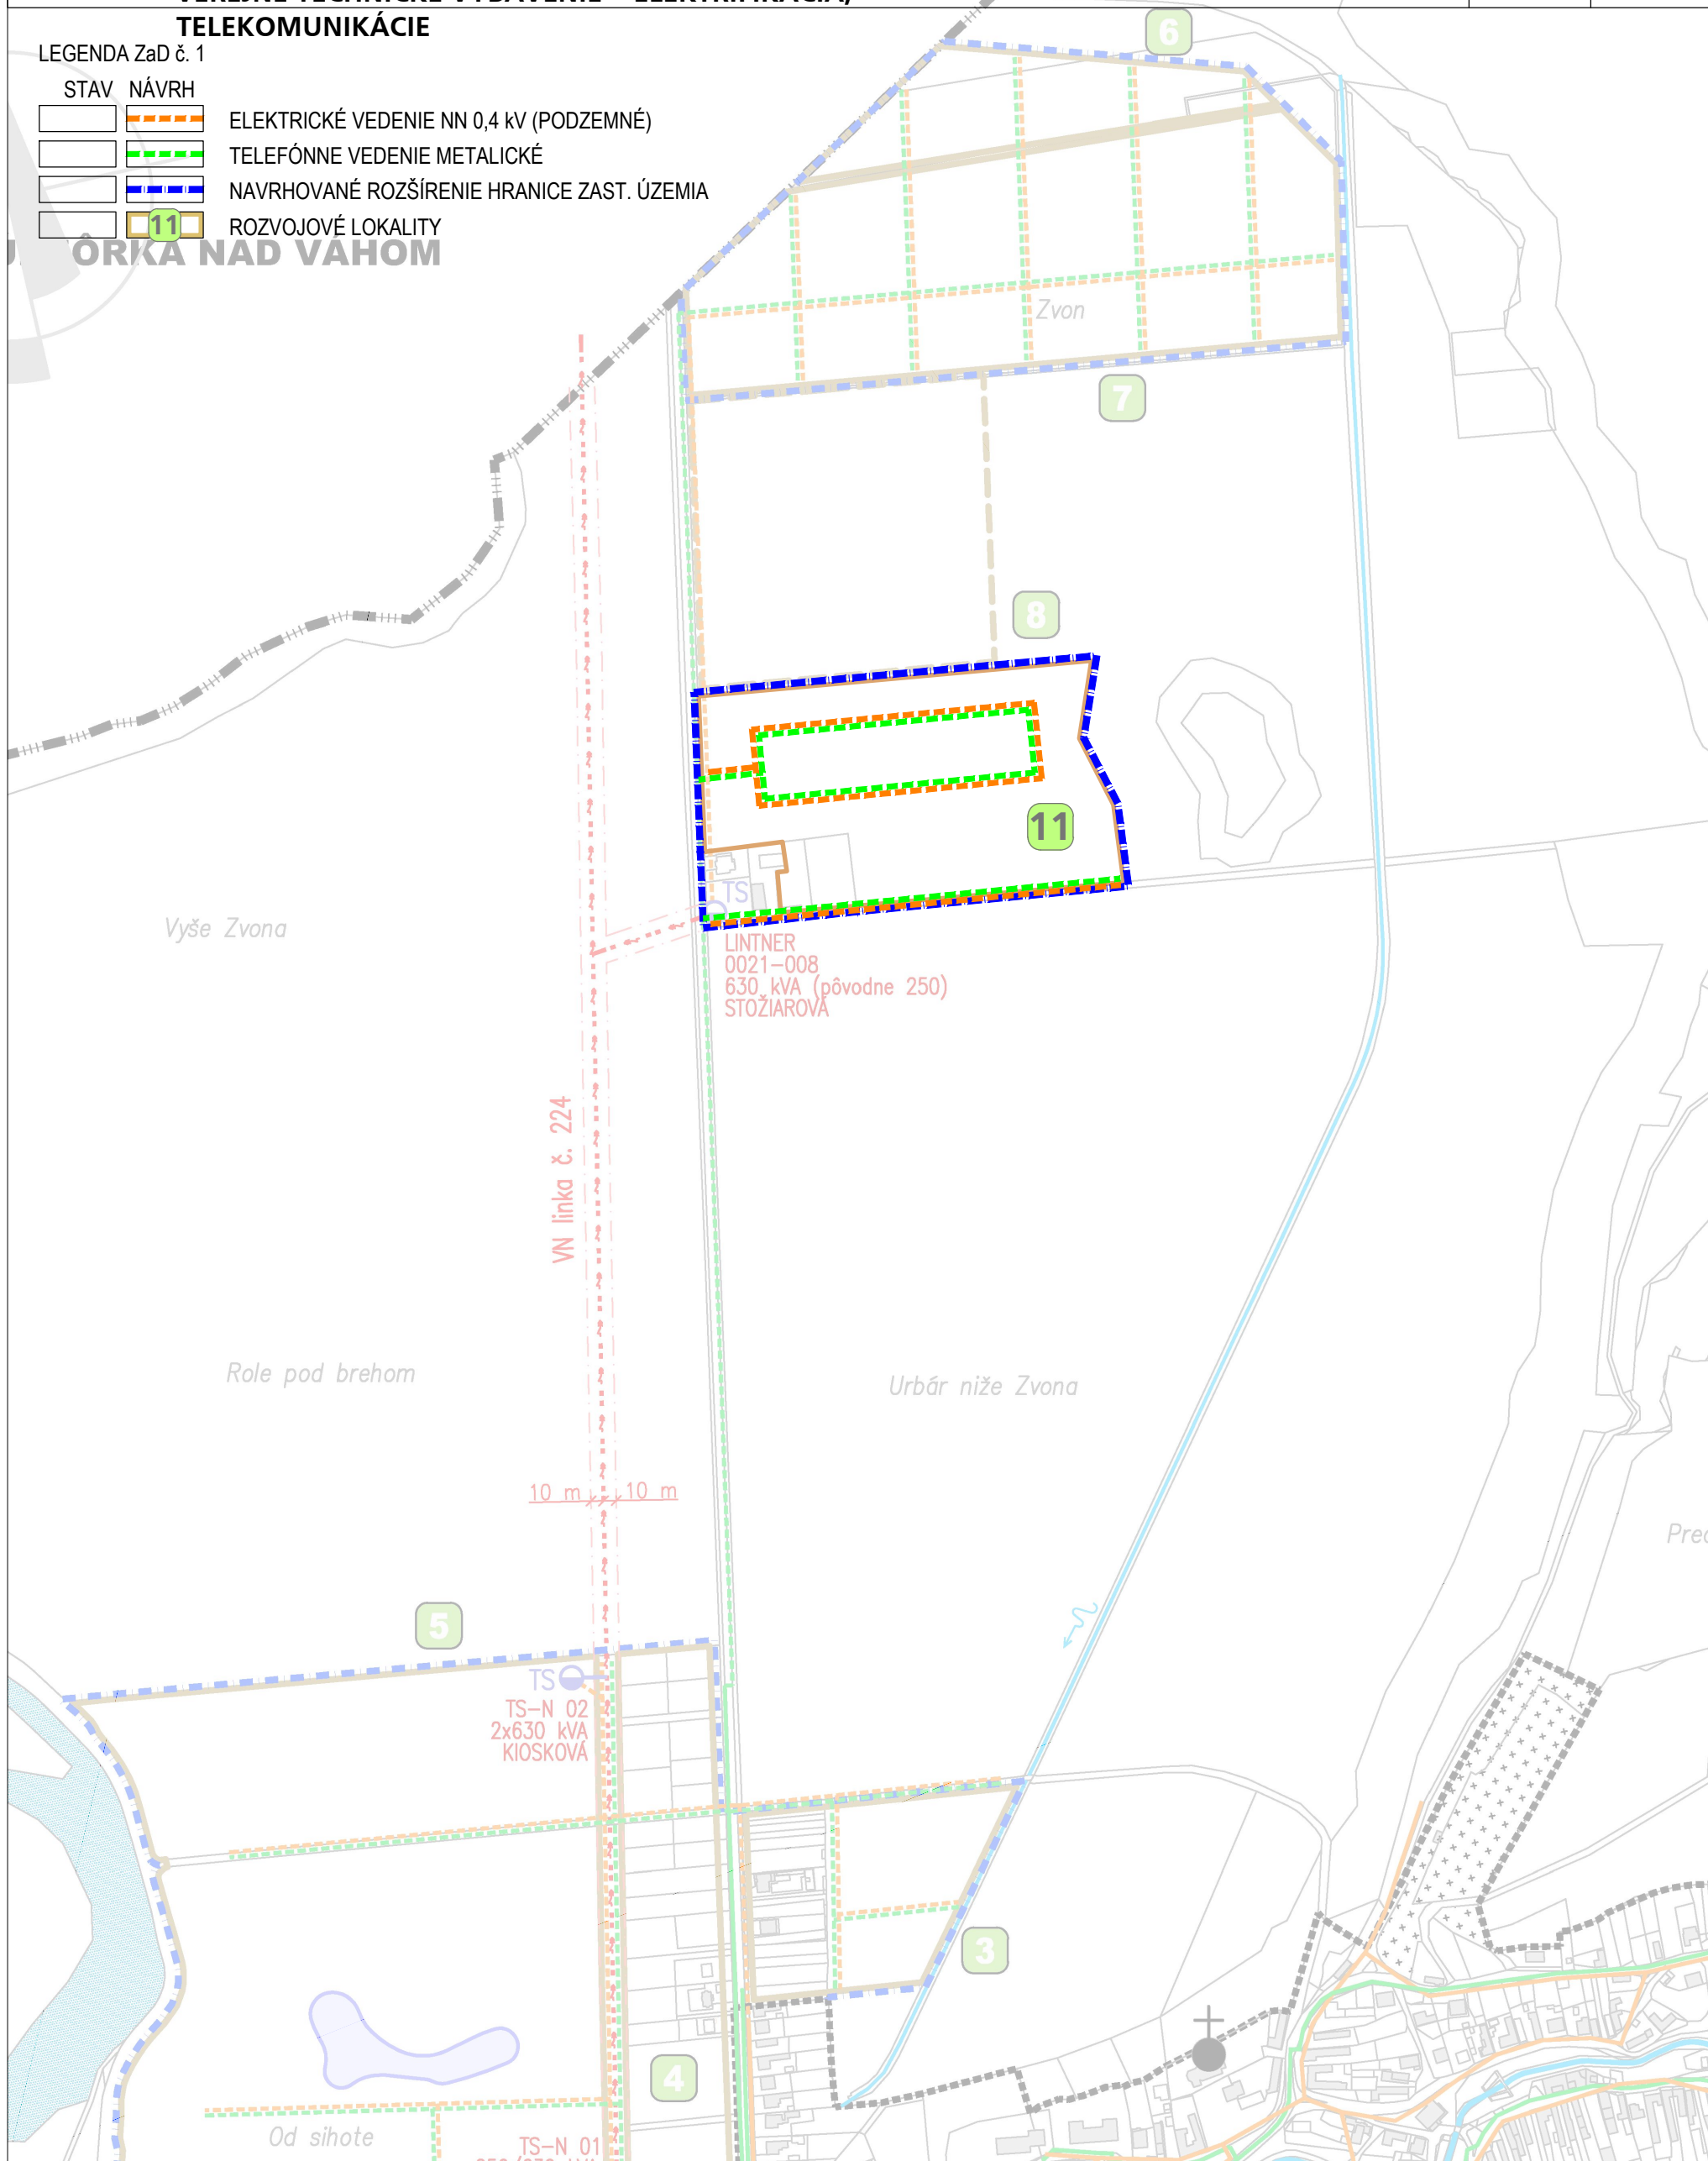 TELEKOMUNIKÁCIE
LEGENDA ZaD č. 1
STAV NÁVRH
ELEKTRICKÉ VEDENIE NN 0,4 kV (PODZEMNÉ)
TELEFÓNNE VEDENIE METALICKÉ
NAVRHOVANÉ ROZŠÍRENIE HRANICE ZAST. ÚZEMIA
11 ROZVOJOVÉ LOKALITY
NAD VÁHOM
6
Zvon
7
8
11
TS
Vyše Zvona
LINTNER
0021-008
630 kVA (pôvodne 250)
STOŽIAROVÁ
VN linka č. 224
Role pod brehom
Urbár niže Zvona
10 m 10 m
5
TS
TS-N 02
2x630 kVA
KIOSKOVÁ
3
4
Od sihote
TS-N 01